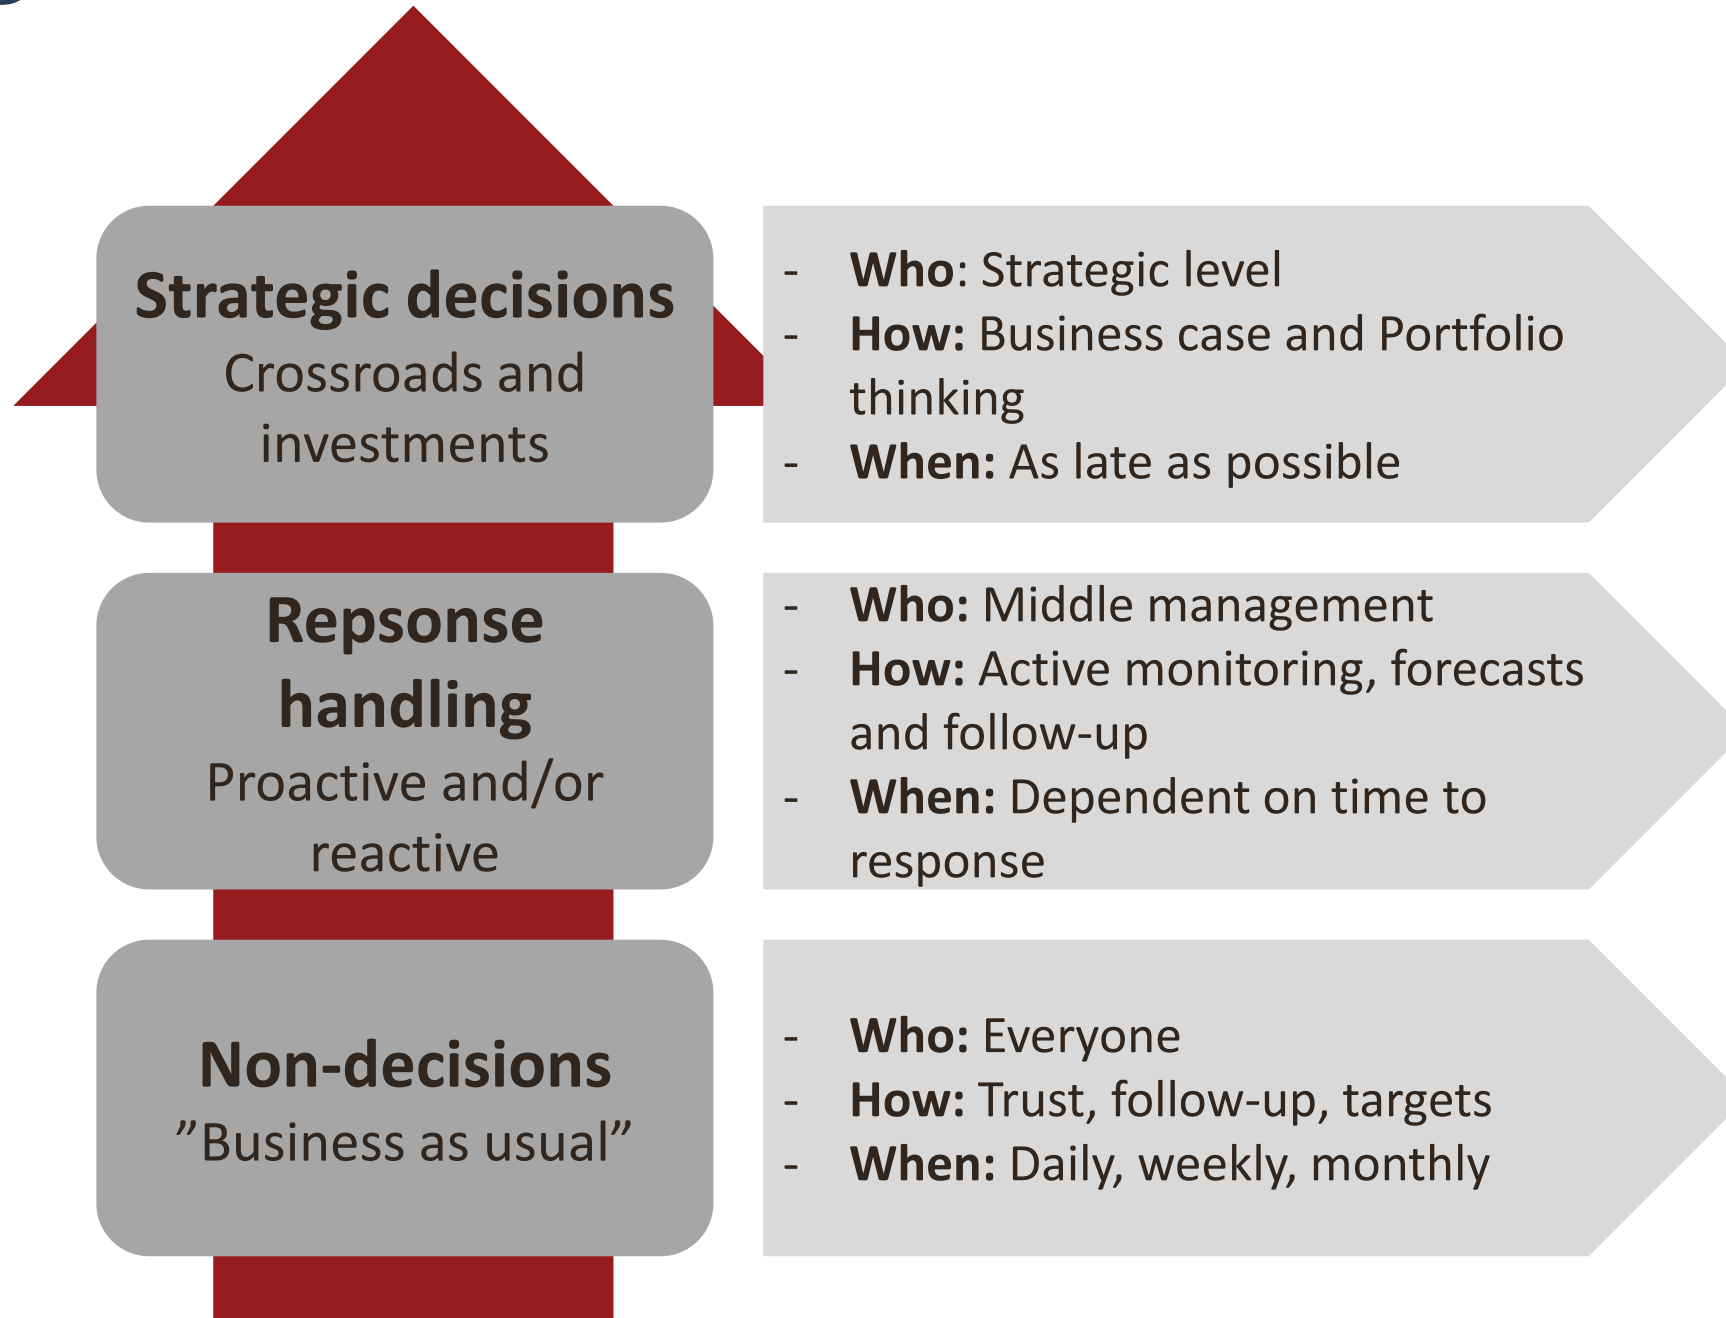 Strategic decisions
Crossroads and
investments
- Who: Strategic level
- How: Business case and Portfolio
thinking
- When: As late as possible
Repsonse
handling
Proactive and/or
reactive
- Who: Middle management
- How: Active monitoring, forecasts
and follow-up
- When: Dependent on time to
response
Non-decisions
”Business as usual”
- Who: Everyone
- How: Trust, follow-up, targets
- When: Daily, weekly, monthly